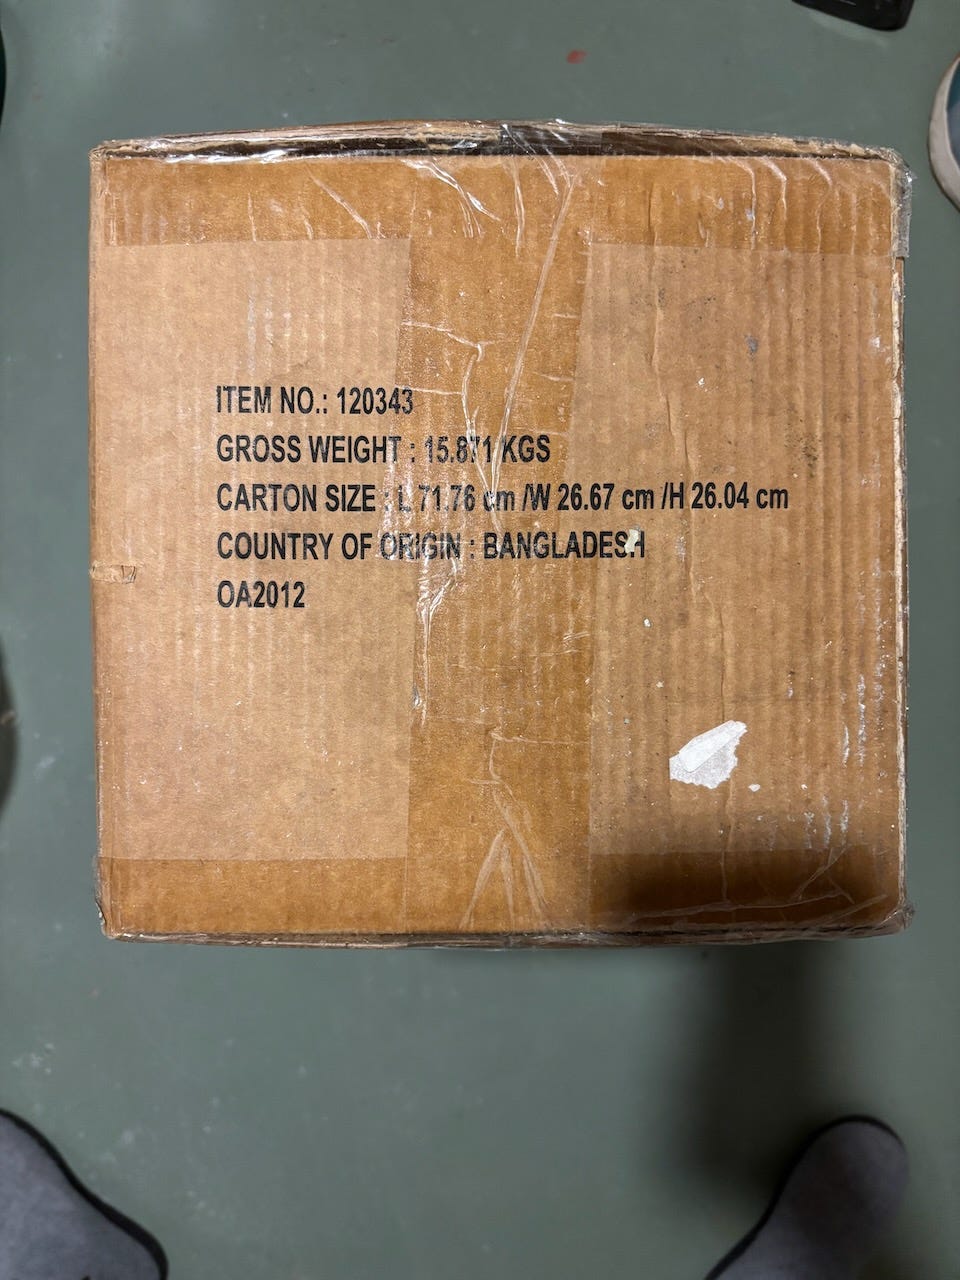 ITEM NO.: 120343
GROSS WEIGHT : 15.871 KGS
CARTON SIZE : L 71.76 cm /W 26.67 cm /H 26.04 cm
COUNTRY OF ORIGIN : BANGLADESH
OA2012